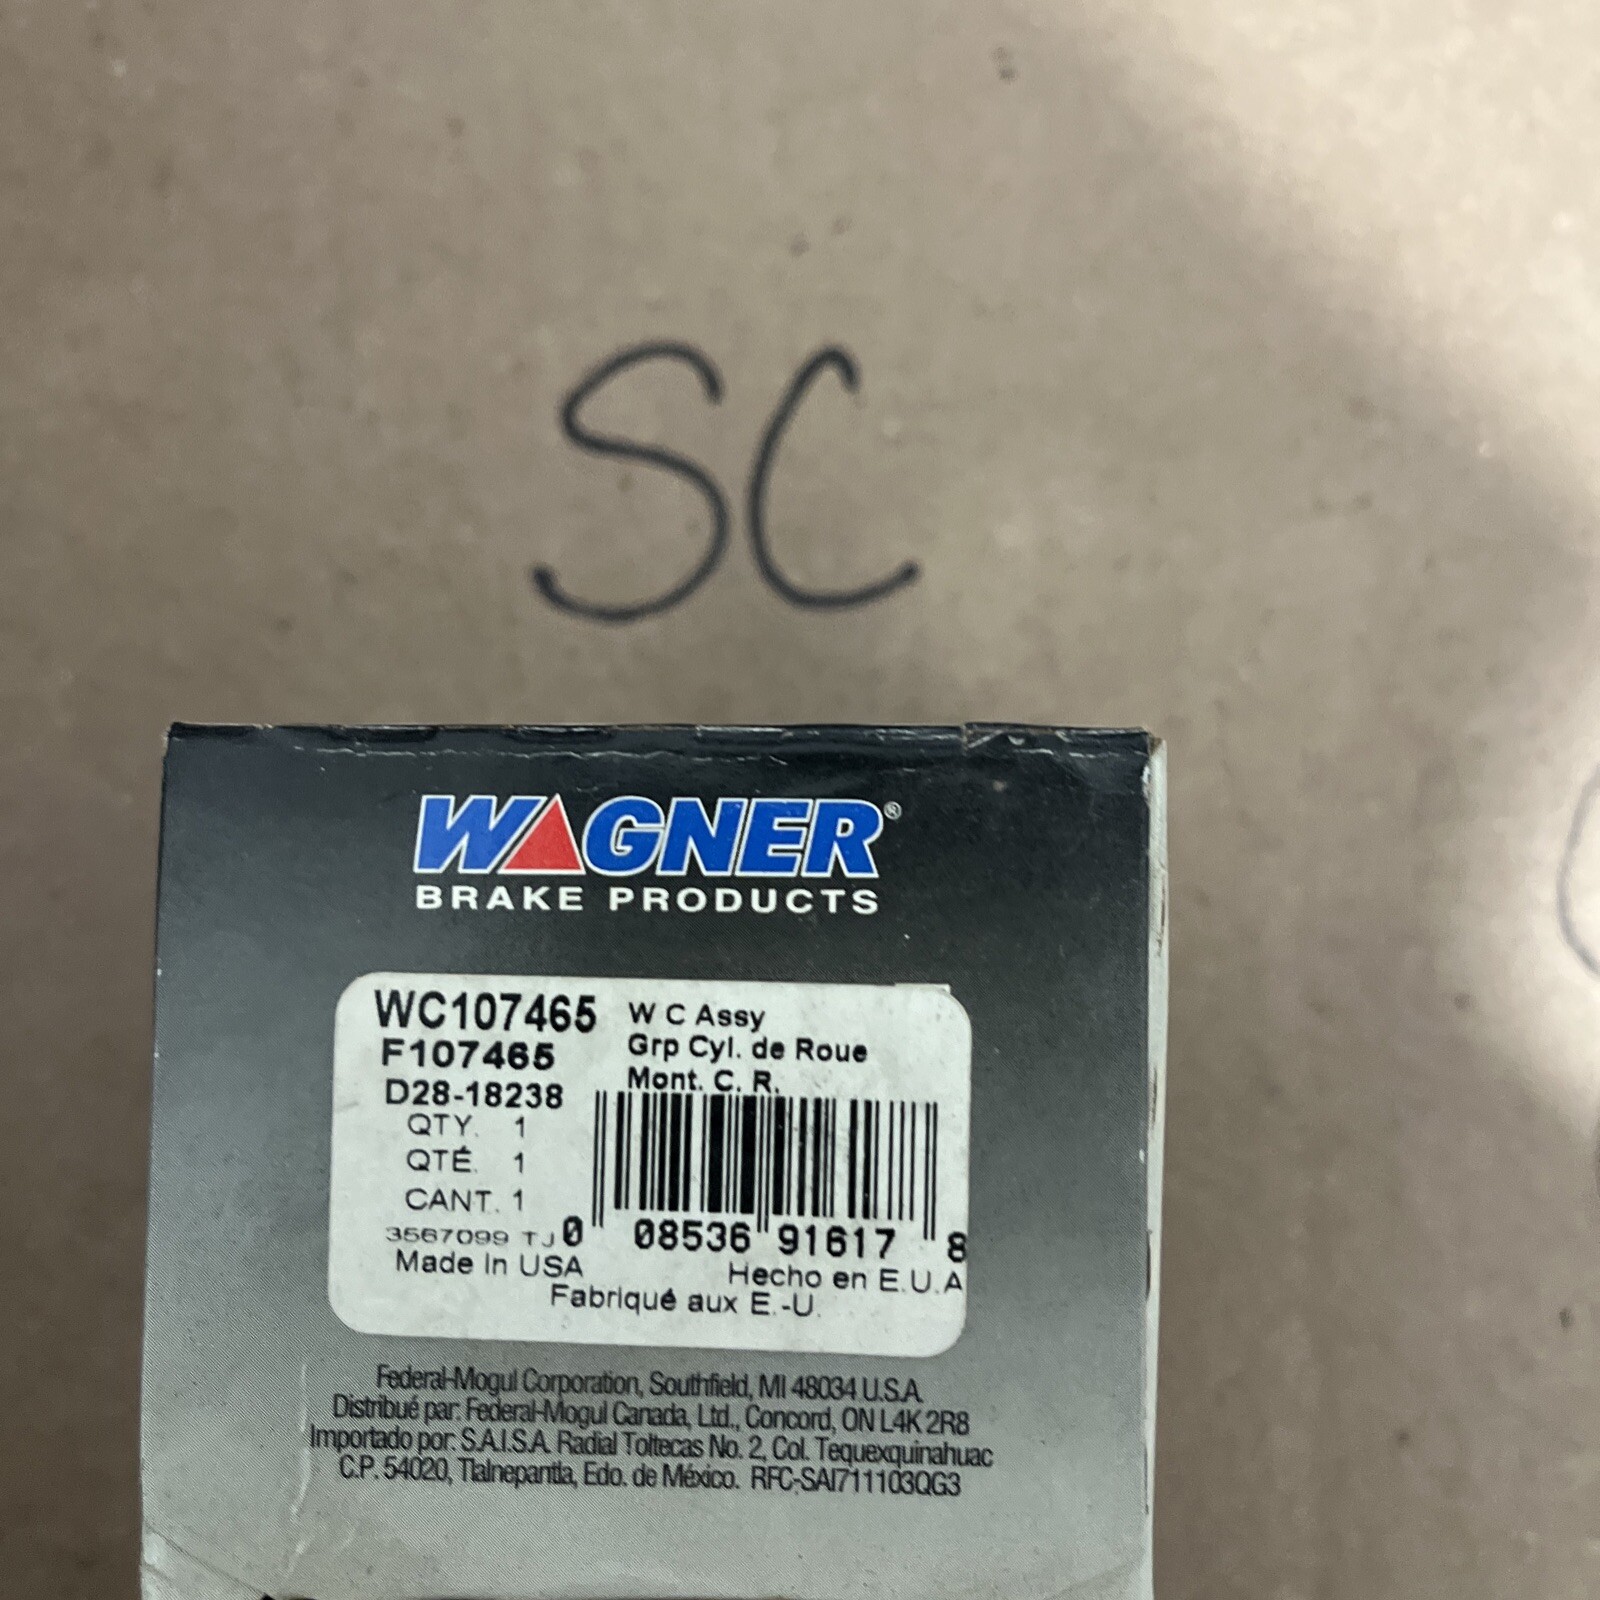 SC
WAGNER®
BRAKE PRODUCTS
WC107465
F107465
D28-18238
W C Assy
Grp Cyl. de Roue
Mont. C. R.
QTY. 1
QTÉ. 1
CANT. 1
3567099 TJ
0 08536 91617 8
Made In USA
Hecho en E.U.A
Fabriqué aux E.-U.
Federal-Mogul Corporation, Southfield, MI 48034 U.S.A.
Distribué par: Federal-Mogul Canada, Ltd., Concord, ON L4K 2R8
Importado por: S.A.I.S.A. Radial Toltecas No. 2, Col. Tequexquinahuac
C.P. 54020, Tlalnepantla, Edo. de México. RFC-SAI711103QG3